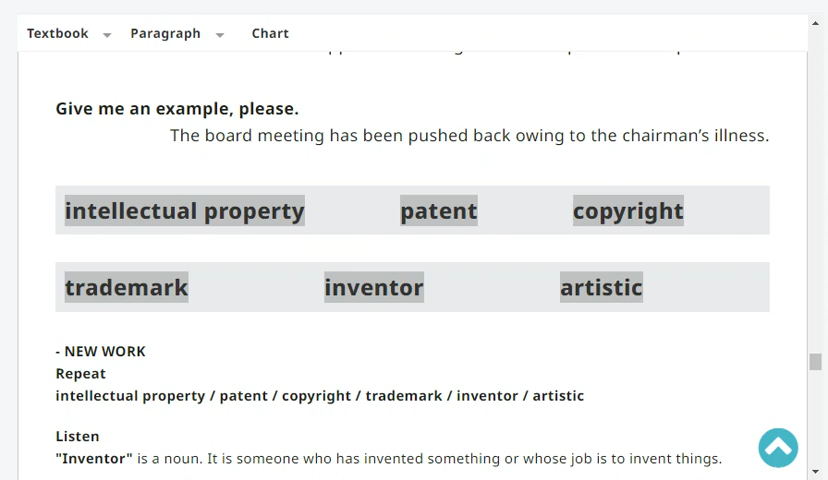 Textbook Paragraph Chart
Give me an example, please.
The board meeting has been pushed back owing to the chairman’s illness.
intellectual property patent copyright
trademark inventor artistic
- NEW WORK
Repeat
intellectual property / patent / copyright / trademark / inventor / artistic
Listen
"Inventor" is a noun. It is someone who has invented something or whose job is to invent things.